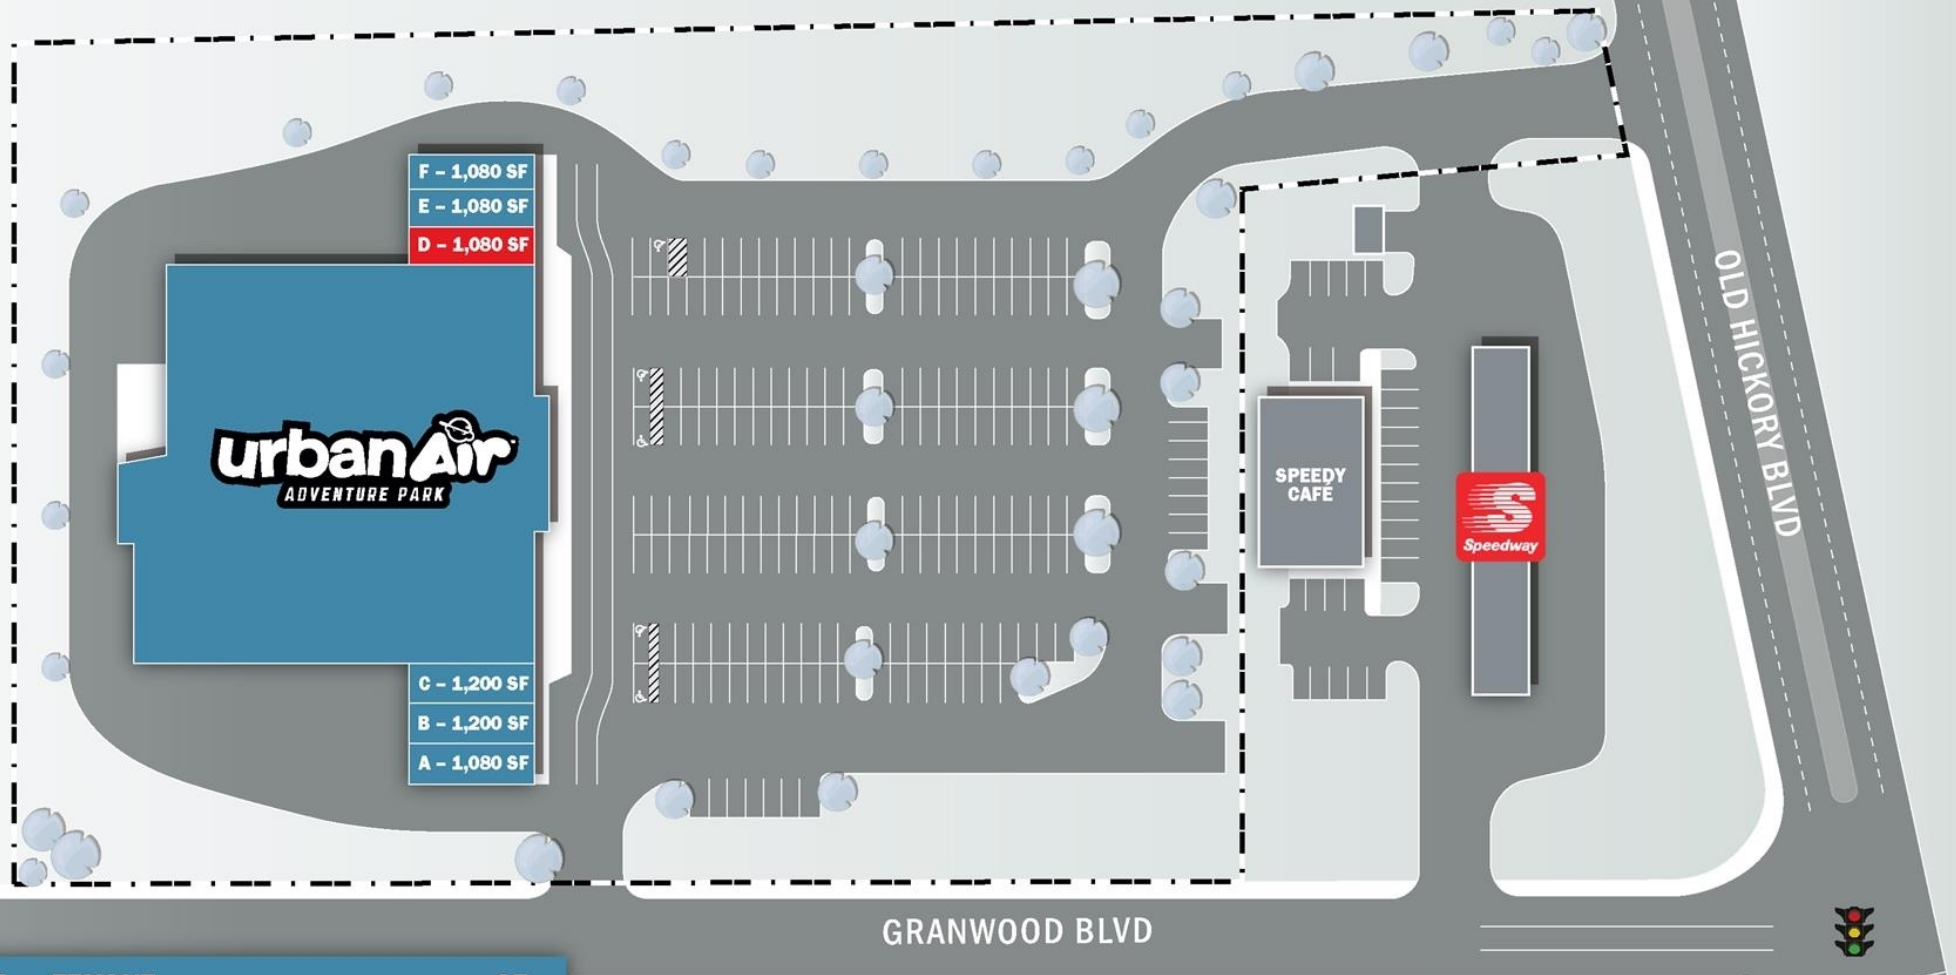 F – 1,080 SF
E – 1,080 SF
D – 1,080 SF
urbanAir
ADVENTURE PARK
C – 1,200 SF
B – 1,200 SF
A – 1,080 SF
SPEEDY
CAFÉ
S
Speedway
OLD HICKORY BLVD
GRANWOOD BLVD